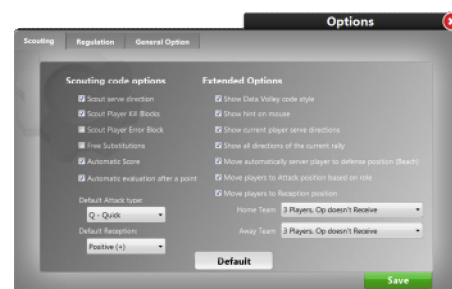 Options
Scouting Regulation General Option
Scouting code options
Scout serve direction
Scout Player Kill Blocks
Scout Player Error Block
Free Substitutions
Automatic Score
Automatic evaluation after a point
Default Attack type:
Q - Quick
Default Reception:
Positive (+)
Extended Options
Show Data Volley code style
Show hint on mouse
Show current player serve directions
Show all directions of the current rally
Move automatically server player to defense position (Beach)
Move players to Attack position based on role
Move players to Reception position
Home Team 3 Players. Op doesn't Receive
Away Team 3 Players. Op doesn't Receive
Default
Save